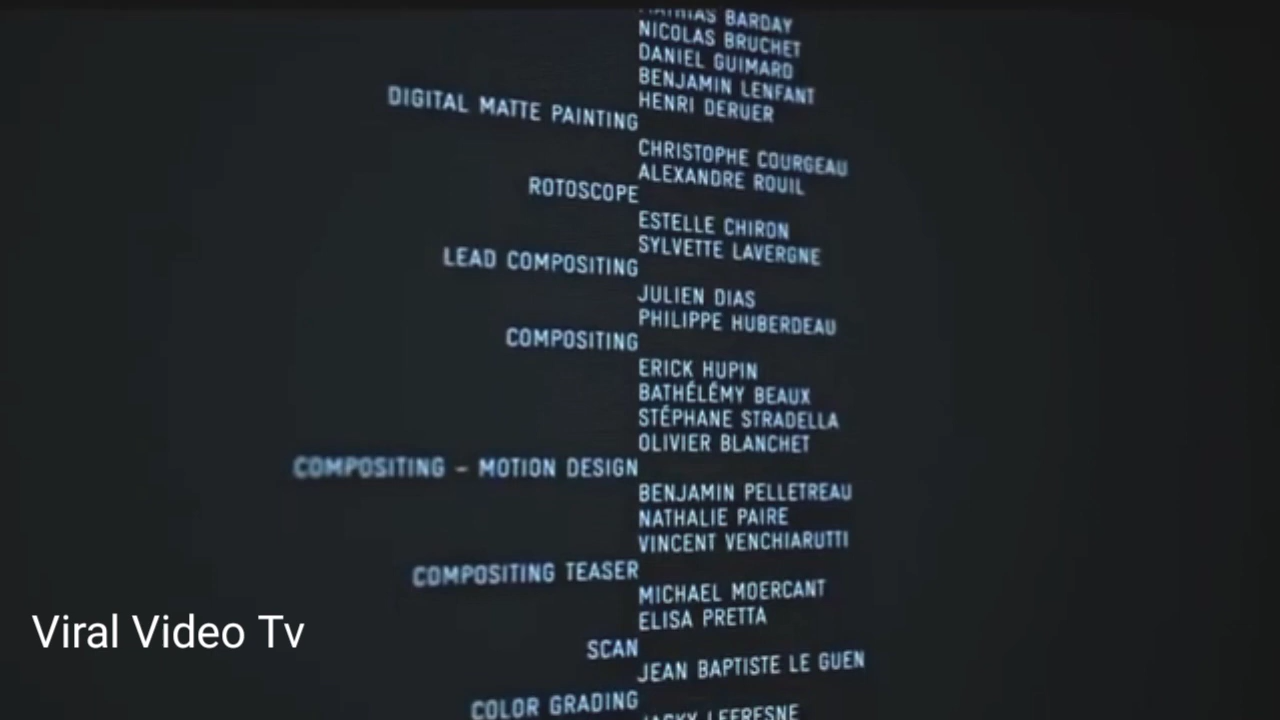 BARDAY
NICOLAS BRUCHET
DANIEL GUIMARD
BENJAMIN LENFANT
HENRI DERUER
DIGITAL MATTE PAINTING
CHRISTOPHE COURGEAU
ALEXANDRE ROUIL
ROTOSCOPE
ESTELLE CHIRON
SYLVETTE LAVERGNE
LEAD COMPOSITING
JULIEN DIAS
PHILIPPE HUBERDEAU
COMPOSITING
ERICK HUPIN
BATHÉLÉMY BEAUX
STÉPHANE STRADELLA
OLIVIER BLANCHET
COMPOSITING – MOTION DESIGN
BENJAMIN PELLETREAU
NATHALIE PAIRE
VINCENT VENCHIARUTTI
COMPOSITING TEASER
MICHAEL MOERCANT
ELISA PRETTA
SCAN
JEAN BAPTISTE LE GUEN
COLOR GRADING
Viral Video Tv